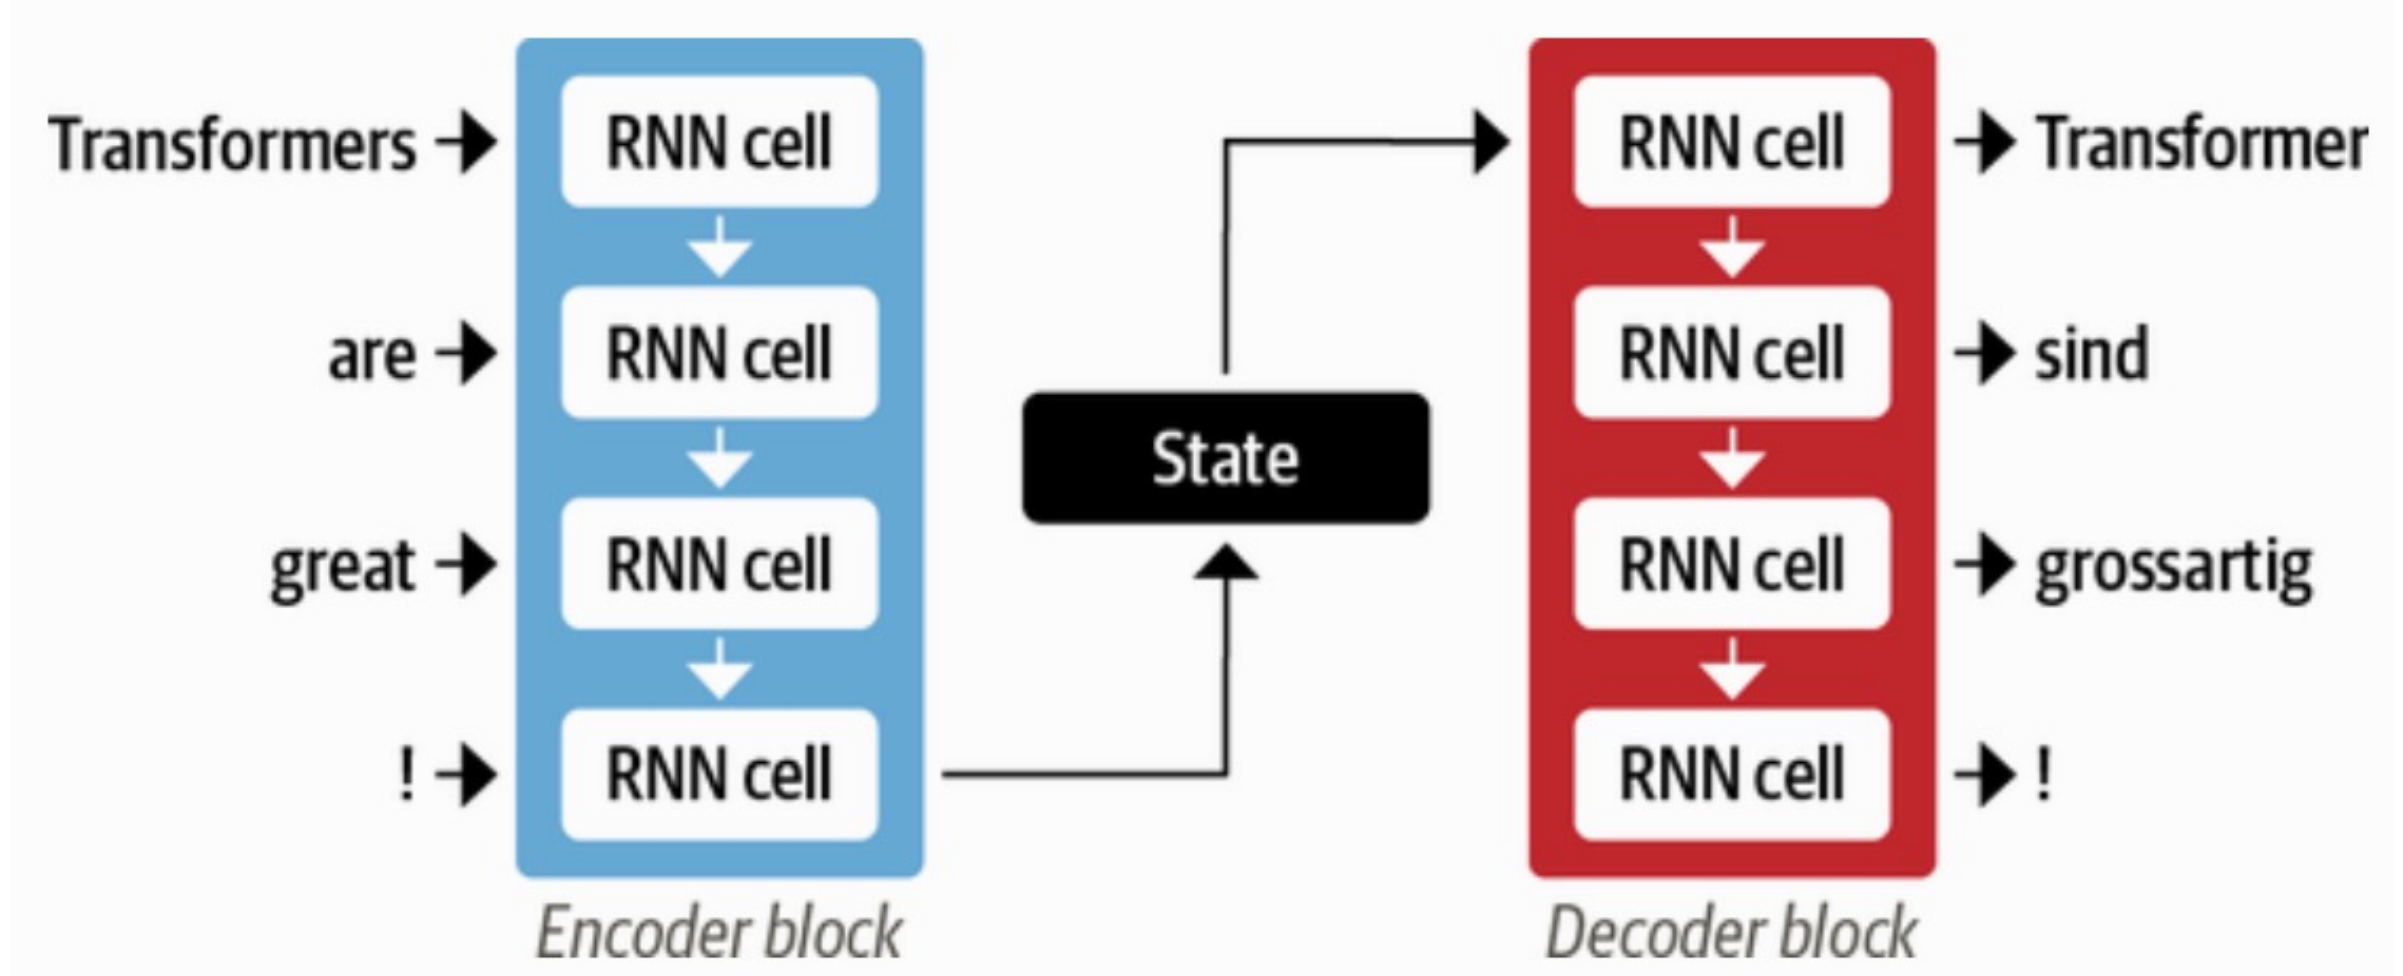 Transformers
are
great
!
RNN cell
RNN cell
RNN cell
RNN cell
Encoder block
State
RNN cell
RNN cell
RNN cell
RNN cell
Decoder block
Transformer
sind
grossartig
!